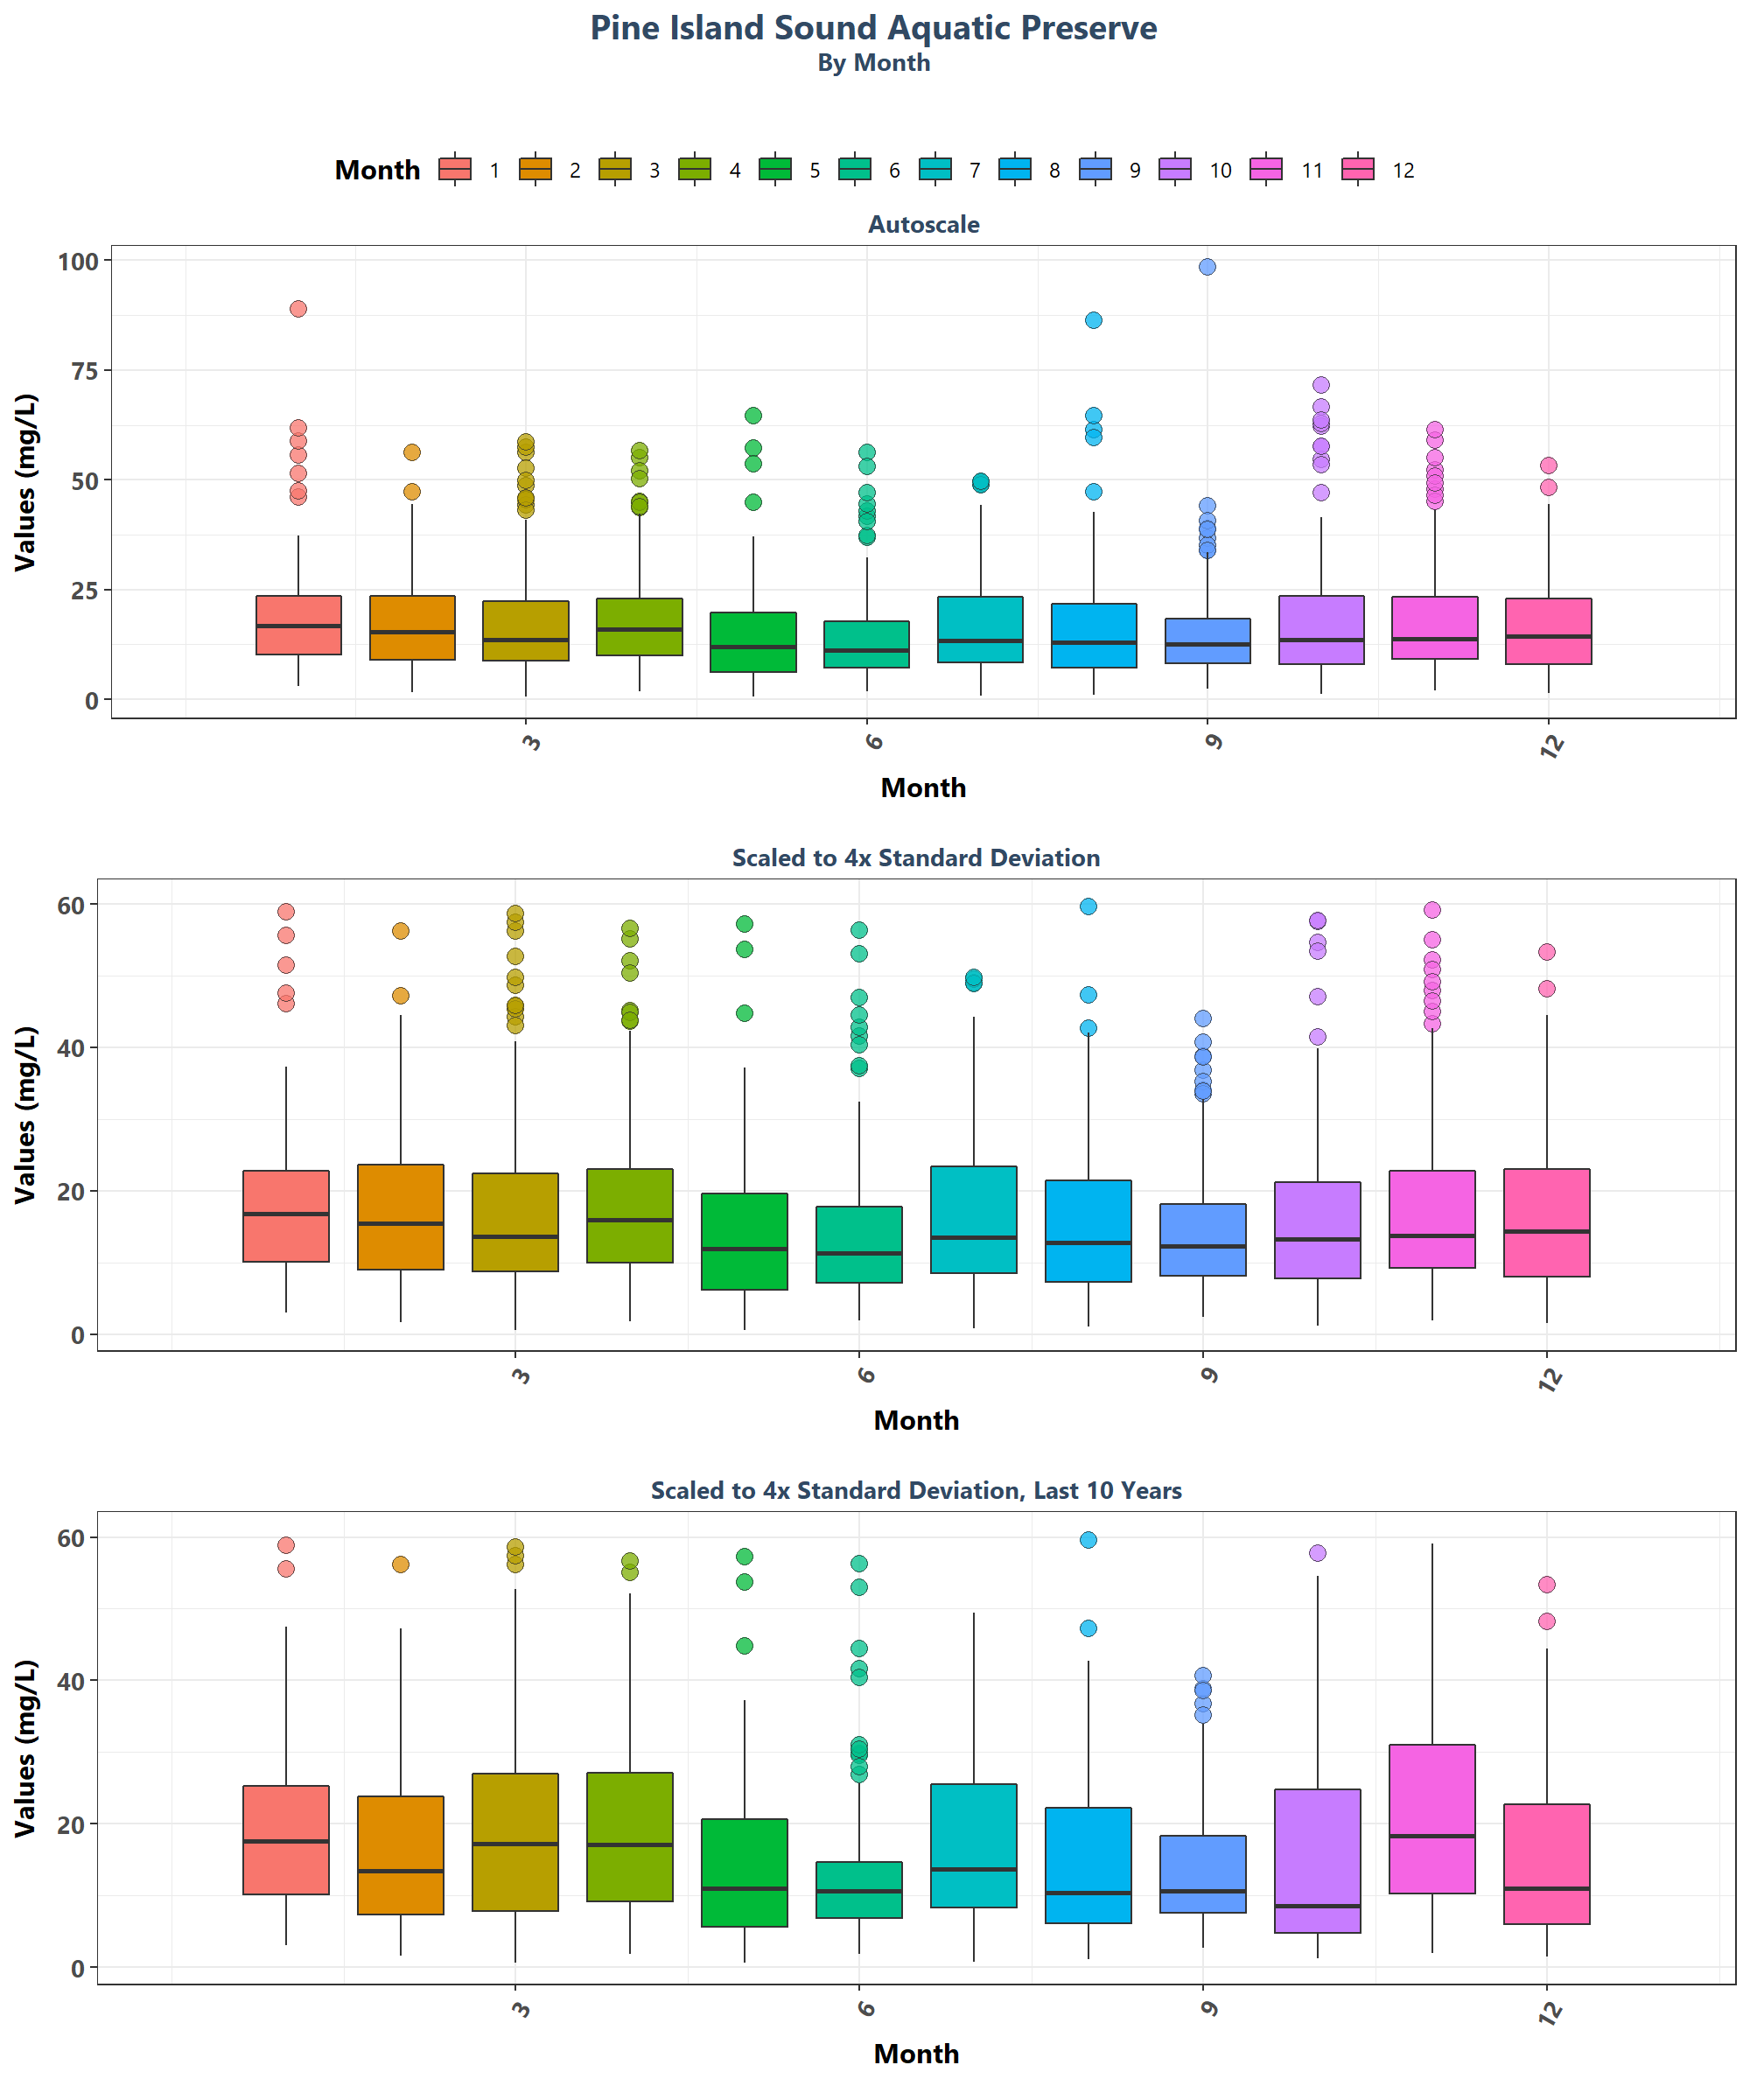 Pine Island Sound Aquatic Preserve
By Month
Month 1 2 3 4 5 6 7 8 9 10 11 12
Autoscale
100
75
50
25
0
Values (mg/L)
3 6 9 12
Month
Scaled to 4x Standard Deviation
60
40
20
0
Values (mg/L)
3 6 9 12
Month
Scaled to 4x Standard Deviation, Last 10 Years
60
40
20
0
Values (mg/L)
3 6 9 12
Month